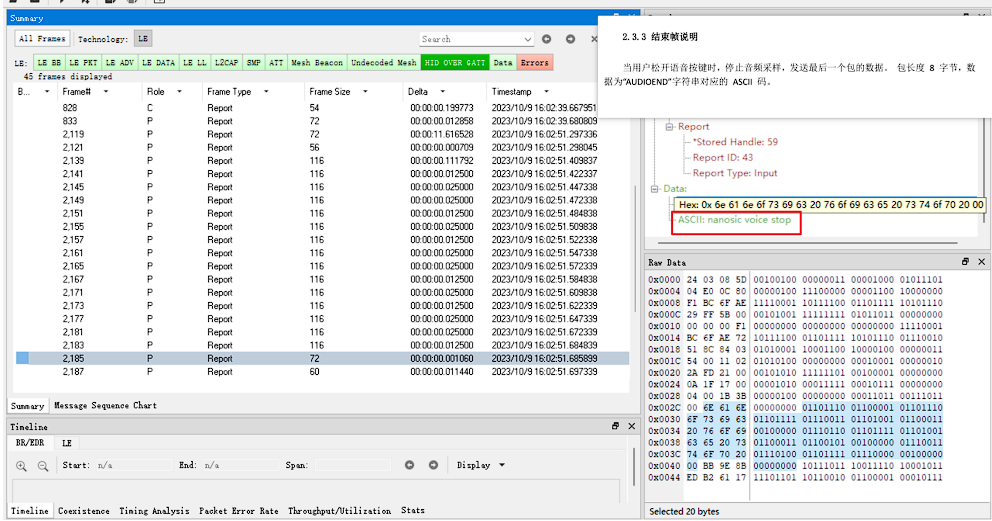 Summary
All Frames Technology: LE Search
LE: LE BB LE PKT LE ADV LE DATA LE LL L2CAP SMP ATT Mesh Beacon Undecoded Mesh HID OVER GATT Data Errors
45 frames displayed
B... Frame# Role Frame Type Frame Size Delta Timestamp
828 C Report 54 00:00:00.199773 2023/10/9 16:02:39.667951
833 P Report 72 00:00:00.012858 2023/10/9 16:02:39.680809
2,119 P Report 72 00:00:11.616528 2023/10/9 16:02:51.297336
2,121 P Report 56 00:00:00.000709 2023/10/9 16:02:51.298045
2,139 P Report 116 00:00:00.111792 2023/10/9 16:02:51.409837
2,141 P Report 116 00:00:00.012500 2023/10/9 16:02:51.422337
2,145 P Report 116 00:00:00.025000 2023/10/9 16:02:51.447338
2,149 P Report 116 00:00:00.025000 2023/10/9 16:02:51.472338
2,151 P Report 116 00:00:00.012500 2023/10/9 16:02:51.484838
2,155 P Report 116 00:00:00.025000 2023/10/9 16:02:51.509838
2,157 P Report 116 00:00:00.012500 2023/10/9 16:02:51.522338
2,161 P Report 116 00:00:00.025000 2023/10/9 16:02:51.547338
2,165 P Report 116 00:00:00.025000 2023/10/9 16:02:51.572339
2,167 P Report 116 00:00:00.012500 2023/10/9 16:02:51.584838
2,171 P Report 116 00:00:00.025000 2023/10/9 16:02:51.609838
2,173 P Report 116 00:00:00.012500 2023/10/9 16:02:51.622339
2,177 P Report 116 00:00:00.025000 2023/10/9 16:02:51.647339
2,181 P Report 116 00:00:00.025000 2023/10/9 16:02:51.672339
2,183 P Report 116 00:00:00.012500 2023/10/9 16:02:51.684839
2,185 P Report 72 00:00:00.001060 2023/10/9 16:02:51.685899
2,187 P Report 60 00:00:00.011440 2023/10/9 16:02:51.697339
Summary Message Sequence Chart
Timeline
BR/EDR LE
Start: n/a End: n/a Span: Display
Timeline Coexistence Timing Analysis Packet Error Rate Throughput/Utilization Stats
2.3.3 结束帧说明
当用户松开语音按键时,停止音频采样,发送最后一个包的数据。 包长度 8 字节,数
据为“AUDIOEND”字符串对应的 ASCII 码。
Report
*Stored Handle: 59
Report ID: 43
Report Type: Input
Data:
Hex: 0x 6e 61 6e 6f 73 69 63 20 76 6f 69 63 65 20 73 74 6f 70 20 00
ASCII: nanosic voice stop
Raw Data
0x0000 24 03 08 5D 00100100 00000011 00001000 01011101
0x0004 04 E0 0C 80 00000100 11100000 00001100 10000000
0x0008 F1 BC 6F AE 11110001 10111100 01101111 10101110
0x000C 29 FF 5B 00 00101001 11111111 01011011 00000000
0x0010 00 00 00 F1 00000000 00000000 00000000 11110001
0x0014 BC 6F AE 72 10111100 01101111 10101110 01110010
0x0018 51 8C 84 03 01010001 10001100 10000100 00000011
0x001C 54 00 11 02 01010100 00000000 00010001 00000010
0x0020 2A FD 21 00 00101010 11111101 00100001 00000000
0x0024 0A 1F 17 00 00001010 00011111 00010111 00000000
0x0028 04 00 1B 3B 00000100 00000000 00011011 00111011
0x002C 00 6E 61 6E 00000000 01101110 01100001 01101110
0x0030 6F 73 69 63 01101111 01110011 01101001 01100011
0x0034 20 76 6F 69 00100000 01110110 01101111 01101001
0x0038 63 65 20 73 01100011 01100101 00100000 01110011
0x003C 74 6F 70 20 01110100 01101111 01110000 00100000
0x0040 00 BB 9E 8B 00000000 10111011 10011110 10001011
0x0044 ED B2 61 17 11101101 10110010 01100001 00010111
Selected 20 bytes